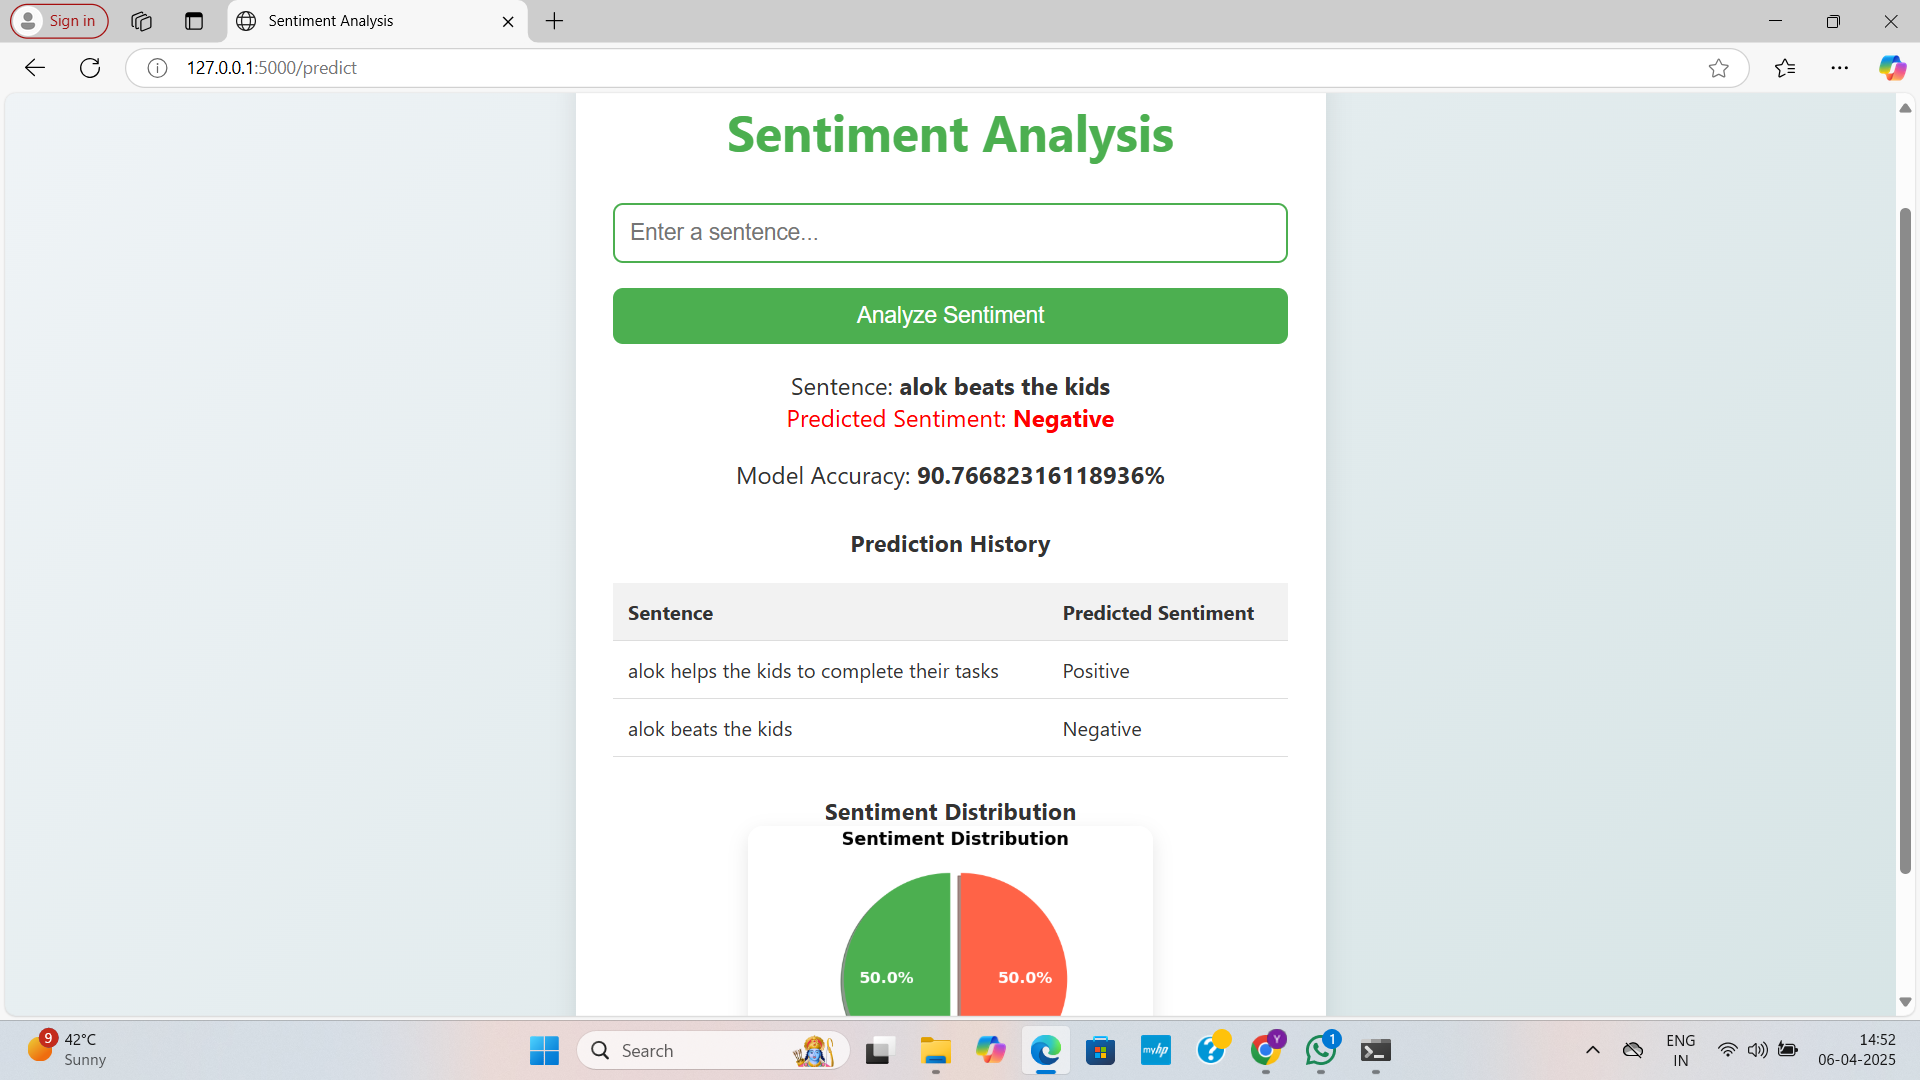 Sign in
Sentiment Analysis
127.0.0.1:5000/predict
Sentiment Analysis
Enter a sentence...
Analyze Sentiment
Sentence: alok beats the kids
Predicted Sentiment: Negative
Model Accuracy: 90.76682316118936%
Prediction History
Sentence Predicted Sentiment
alok helps the kids to complete their tasks Positive
alok beats the kids Negative
Sentiment Distribution
Sentiment Distribution
50.0% 50.0%
9
42°C
Sunny
Search
myhp
Y
1
ENG
IN
14:52
06-04-2025